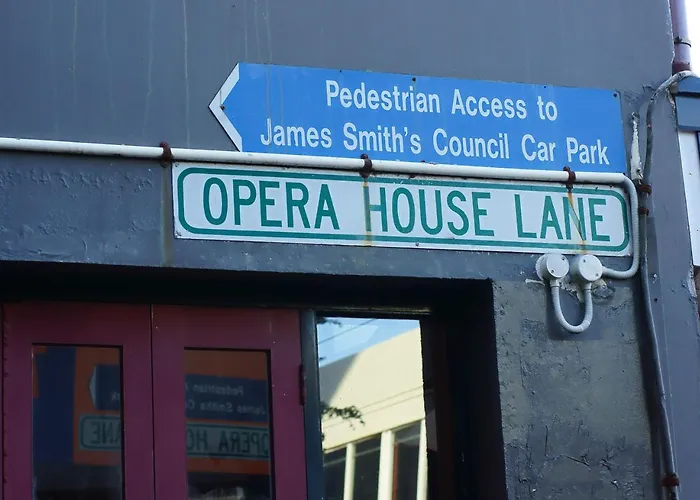 Pedestrian Access to
James Smith's Council Car Park
OPERA HOUSE LANE